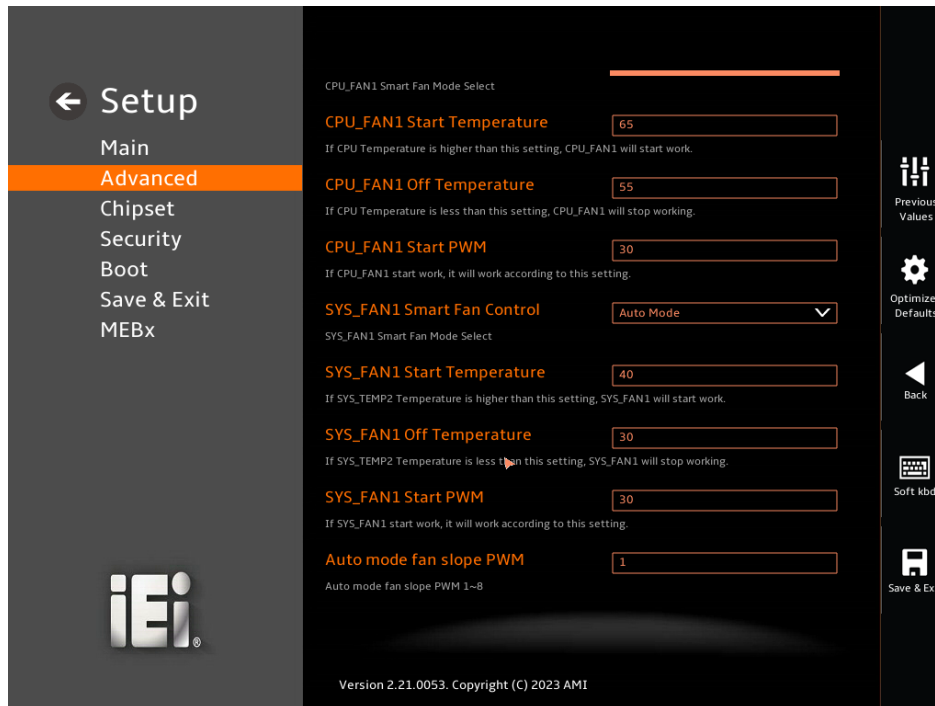 Setup
Main
Advanced
Chipset
Security
Boot
Save & Exit
MEBx
CPU_FAN1 Smart Fan Mode Select
CPU_FAN1 Start Temperature 65
If CPU Temperature is higher than this setting, CPU_FAN1 will start work.
CPU_FAN1 Off Temperature 55
If CPU Temperature is less than this setting, CPU_FAN1 will stop working.
CPU_FAN1 Start PWM 30
If CPU_FAN1 start work, it will work according to this setting.
SYS_FAN1 Smart Fan Control Auto Mode
SYS_FAN1 Smart Fan Mode Select
SYS_FAN1 Start Temperature 40
If SYS_TEMP2 Temperature is higher than this setting, SYS_FAN1 will start work.
SYS_FAN1 Off Temperature 30
If SYS_TEMP2 Temperature is less than this setting, SYS_FAN1 will stop working.
SYS_FAN1 Start PWM 30
If SYS_FAN1 start work, it will work according to this setting.
Auto mode fan slope PWM 1
Auto mode fan slope PWM 1~8
Version 2.21.0053. Copyright (C) 2023 AMI
Previous
Values
Optimize
Defaults
Back
Soft kbd
Save & Ex
iEi®